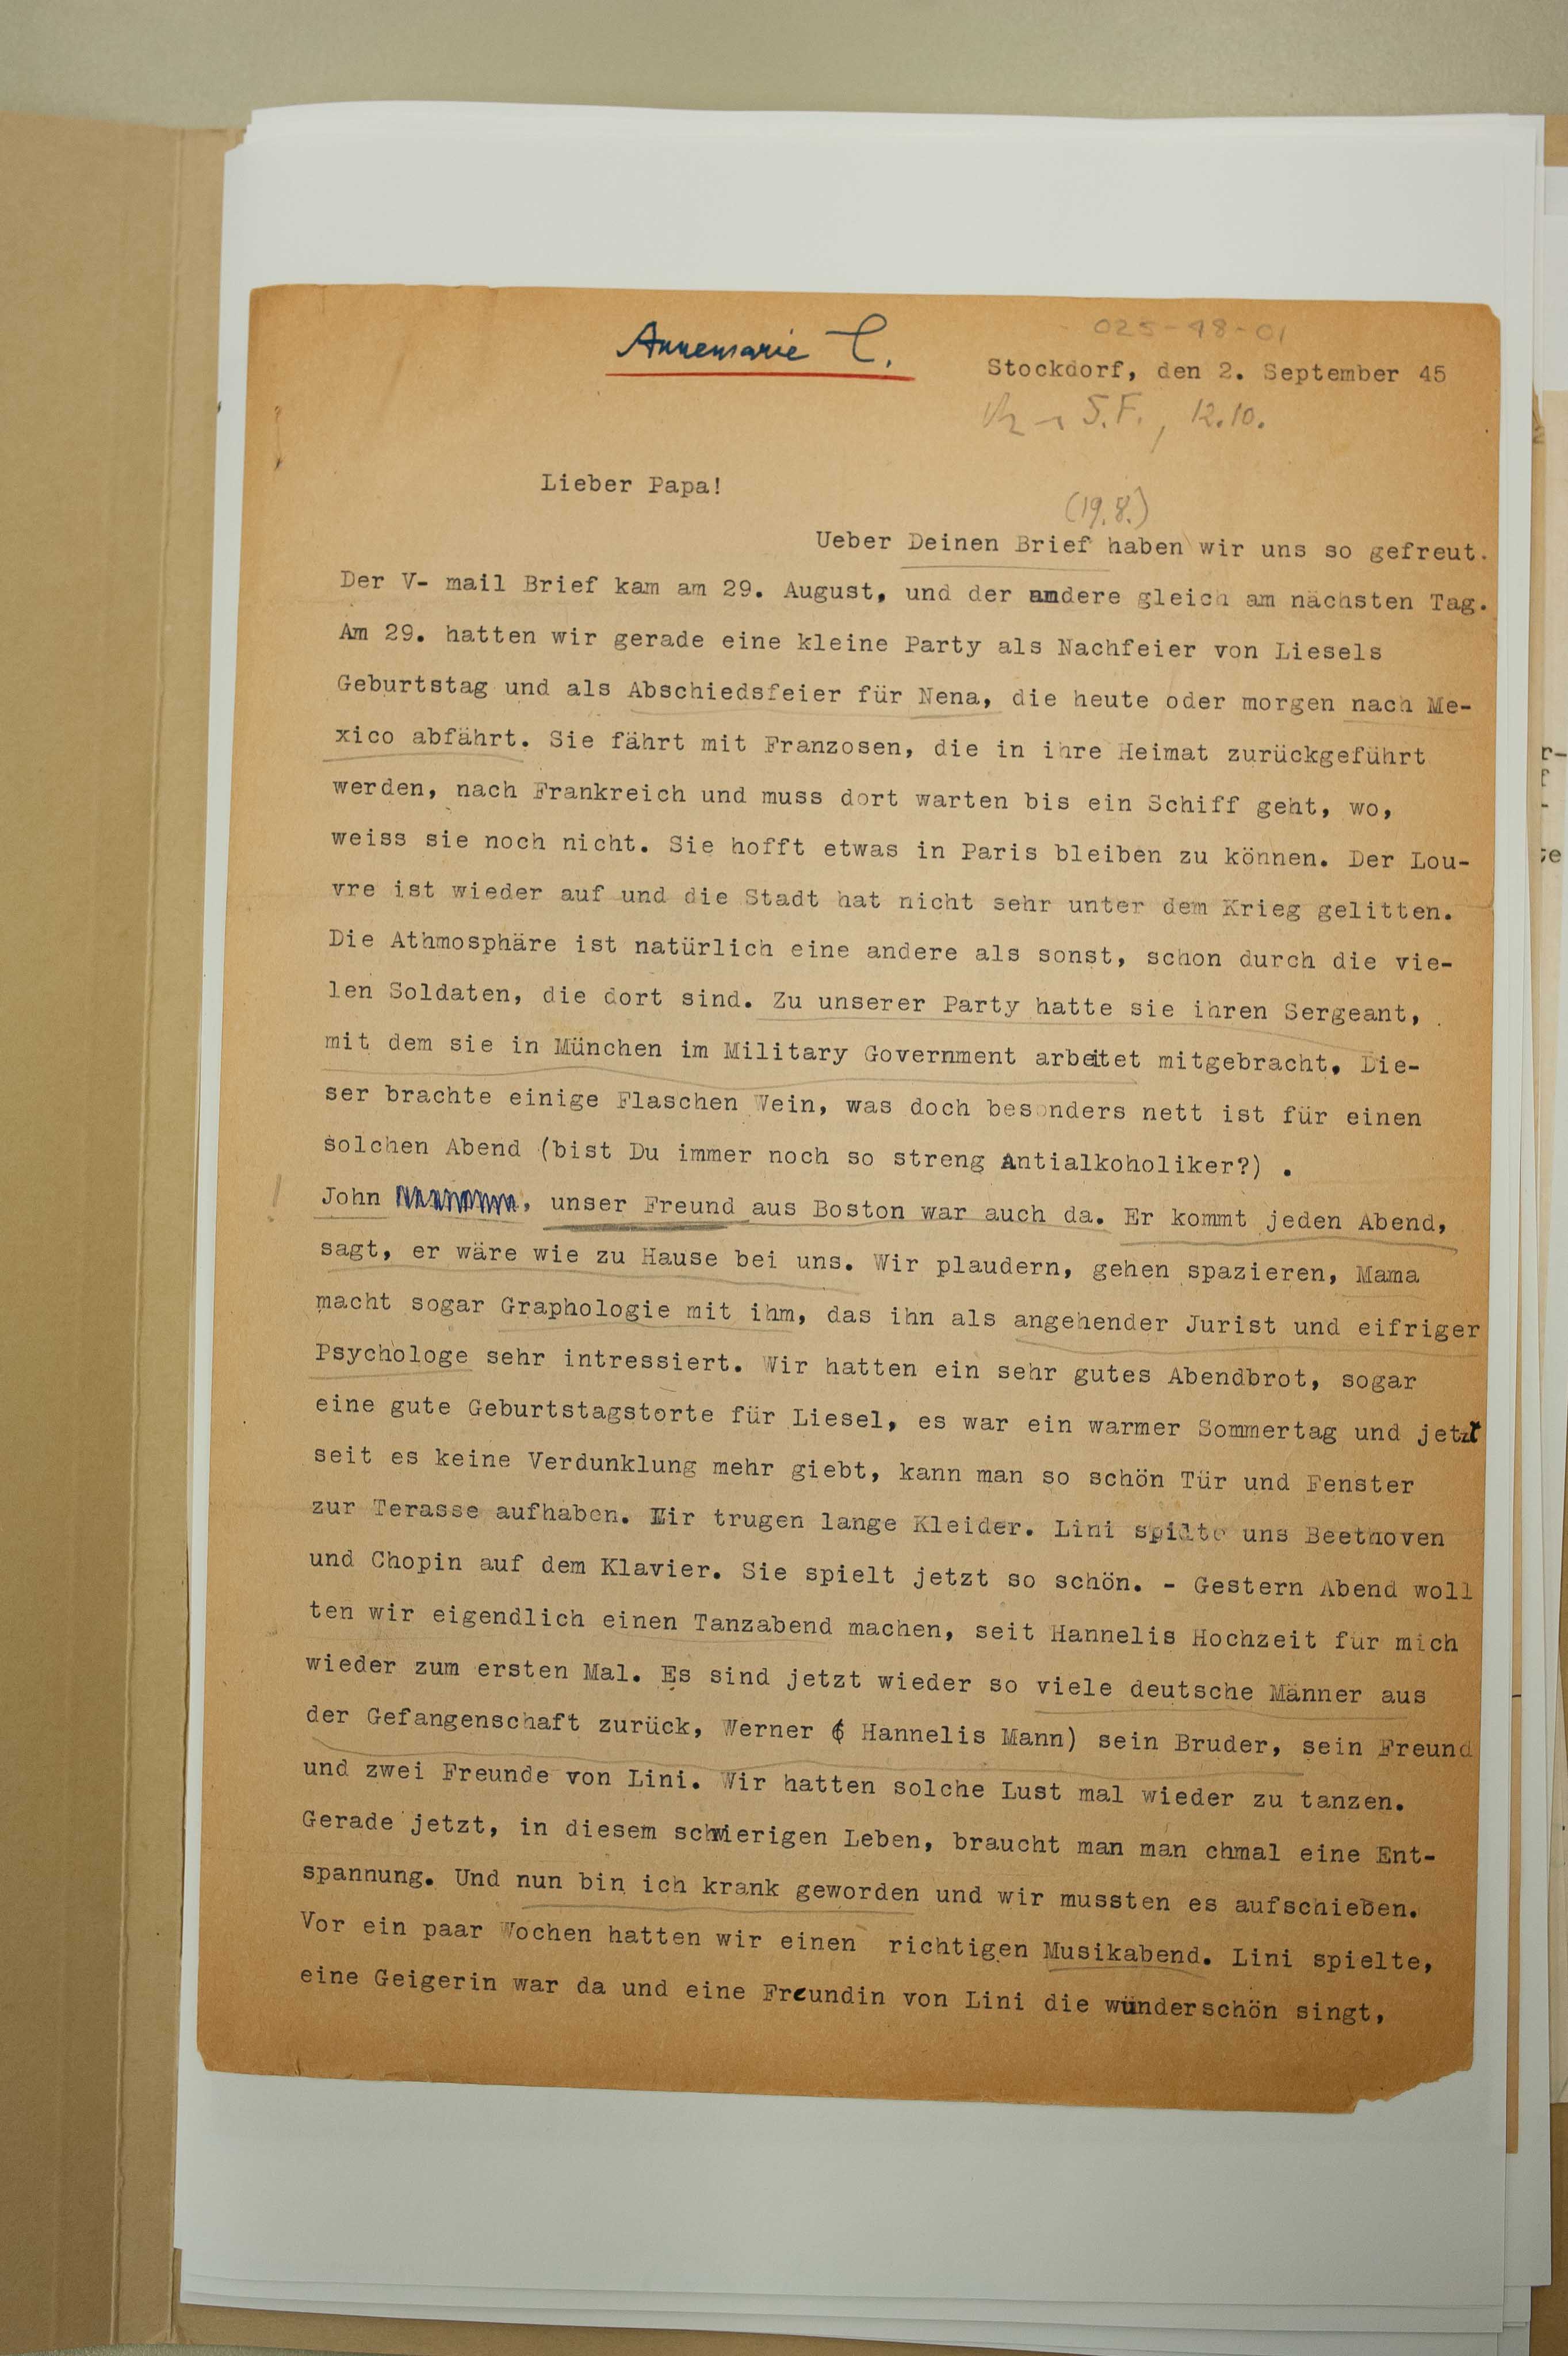 Annemarie C.
025-48-01
Stockdorf, den 2. September 45
S.F., 12.10.
Lieber Papa!
(19.8.)
Ueber Deinen Brief haben wir uns so gefreut.
Der V- mail Brief kam am 29. August, und der andere gleich am nächsten Tag.
Am 29. hatten wir gerade eine kleine Party als Nachfeier von Liesels
Geburtstag und als Abschiedsfeier für Nena, die heute oder morgen nach Me-
xico abfährt. Sie fährt mit Franzosen, die in ihre Heimat zurückgeführt
werden, nach Frankreich und muss dort warten bis ein Schiff geht, wo,
weiss sie noch nicht. Sie hofft etwas in Paris bleiben zu können. Der Lou-
vre ist wieder auf und die Stadt hat nicht sehr unter dem Krieg gelitten.
Die Athmosphäre ist natürlich eine andere als sonst, schon durch die vie-
len Soldaten, die dort sind. Zu unserer Party hatte sie ihren Sergeant,
mit dem sie in München im Military Government arbeitet mitgebracht. Die-
ser brachte einige Flaschen Wein, was doch besonders nett ist für einen
solchen Abend (bist Du immer noch so streng Antialkoholiker?) .
John , unser Freund aus Boston war auch da. Er kommt jeden Abend,
sagt, er wäre wie zu Hause bei uns. Wir plaudern, gehen spazieren, Mama
macht sogar Graphologie mit ihm, das ihn als angehender Jurist und eifriger
Psychologe sehr intressiert. Wir hatten ein sehr gutes Abendbrot, sogar
eine gute Geburtstagstorte für Liesel, es war ein warmer Sommertag und jetzt
seit es keine Verdunklung mehr giebt, kann man so schön Tür und Fenster
zur Terasse aufhaben. Wir trugen lange Kleider. Lini spilte uns Beethoven
und Chopin auf dem Klavier. Sie spielt jetzt so schön. - Gestern Abend woll
ten wir eigendlich einen Tanzabend machen, seit Hannelis Hochzeit für mich
wieder zum ersten Mal. Es sind jetzt wieder so viele deutsche Männer aus
der Gefangenschaft zurück, Werner ( Hannelis Mann) sein Bruder, sein Freund
und zwei Freunde von Lini. Wir hatten solche Lust mal wieder zu tanzen.
Gerade jetzt, in diesem schwierigen Leben, braucht man man chmal eine Ent-
spannung. Und nun bin ich krank geworden und wir mussten es aufschieben.
Vor ein paar Wochen hatten wir einen richtigen Musikabend. Lini spielte,
eine Geigerin war da und eine Freundin von Lini die wunderschön singt,